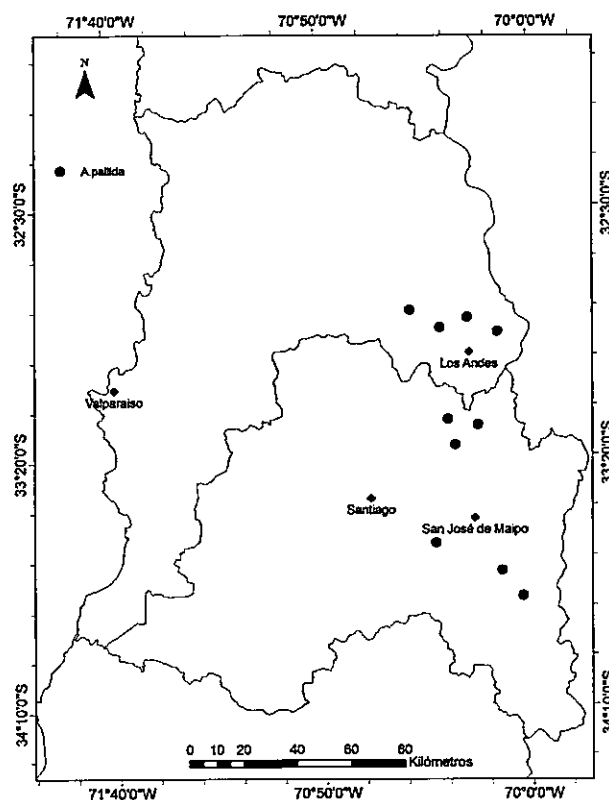 71°40'0"W 70°50'0"W 70°0'0"W
N
A.pallida
32°30'0"S 32°30'0"S
Los Andes
Valparaiso
33°20'0"S 33°20'0"S
Santiago
San José de Maipo
34°10'0"S 34°10'0"S
0 10 20 40 60 80
Kilómetros
71°40'0"W 70°50'0"W 70°0'0"W